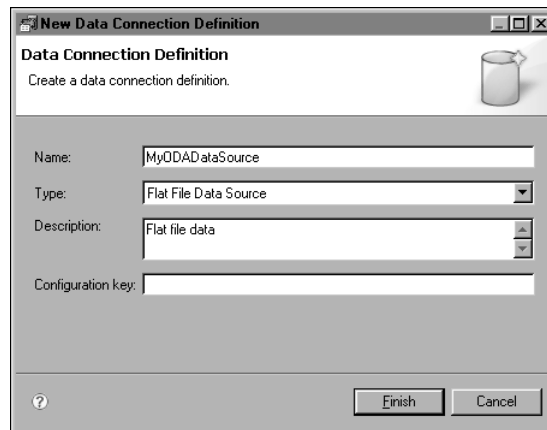 New Data Connection Definition
Data Connection Definition
Create a data connection definition.
Name: MyODADataSource
Type: Flat File Data Source
Description: Flat file data
Configuration key:
? Finish Cancel